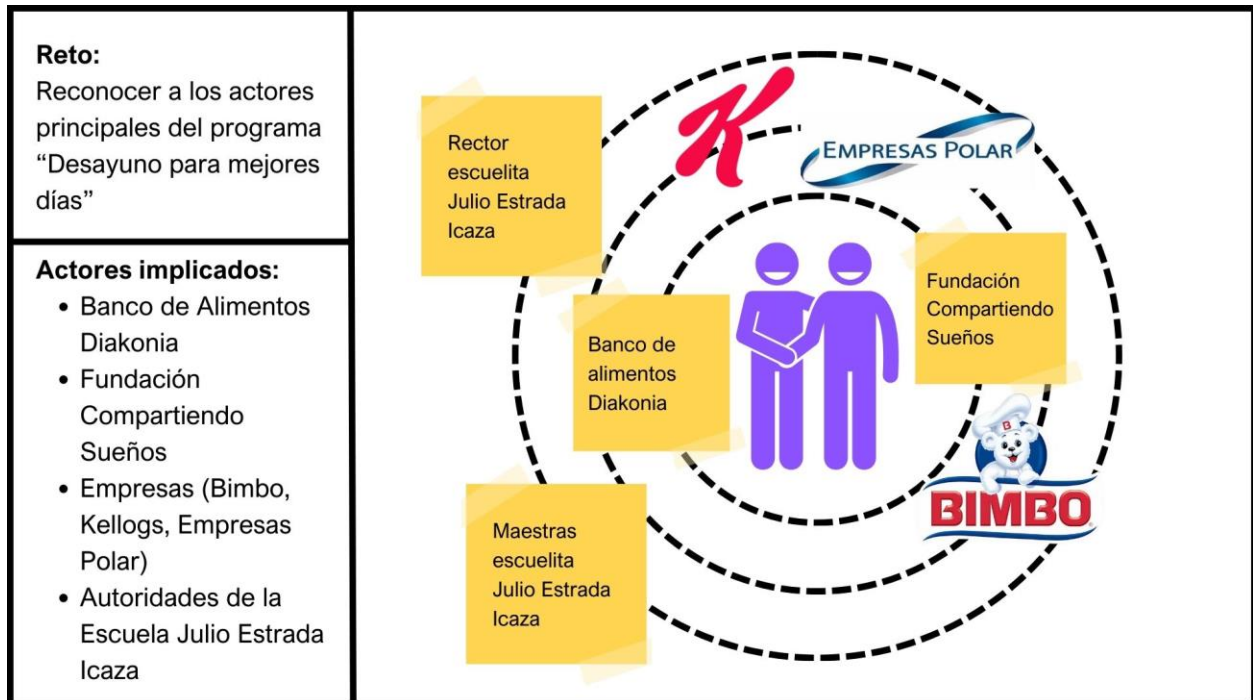 Reto:
Reconocer a los actores
principales del programa
“Desayuno para mejores
días”
Actores implicados:
• Banco de Alimentos
Diakonia
• Fundación
Compartiendo
Sueños
• Empresas (Bimbo,
Kellogs, Empresas
Polar)
• Autoridades de la
Escuela Julio Estrada
Icaza
K
EMPRESAS POLAR
Rector
escuelita
Julio Estrada
Icaza
Fundación
Compartiendo
Sueños
Banco de
alimentos
Diakonia
B
BIMBO
Maestras
escuelita
Julio Estrada
Icaza